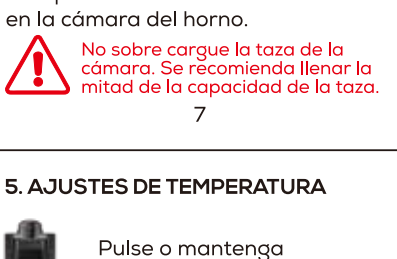 en la cámara del horno.
No sobre cargue la taza de la
cámara. Se recomienda llenar la
mitad de la capacidad de la taza.
7
5. AJUSTES DE TEMPERATURA
Pulse o mantenga